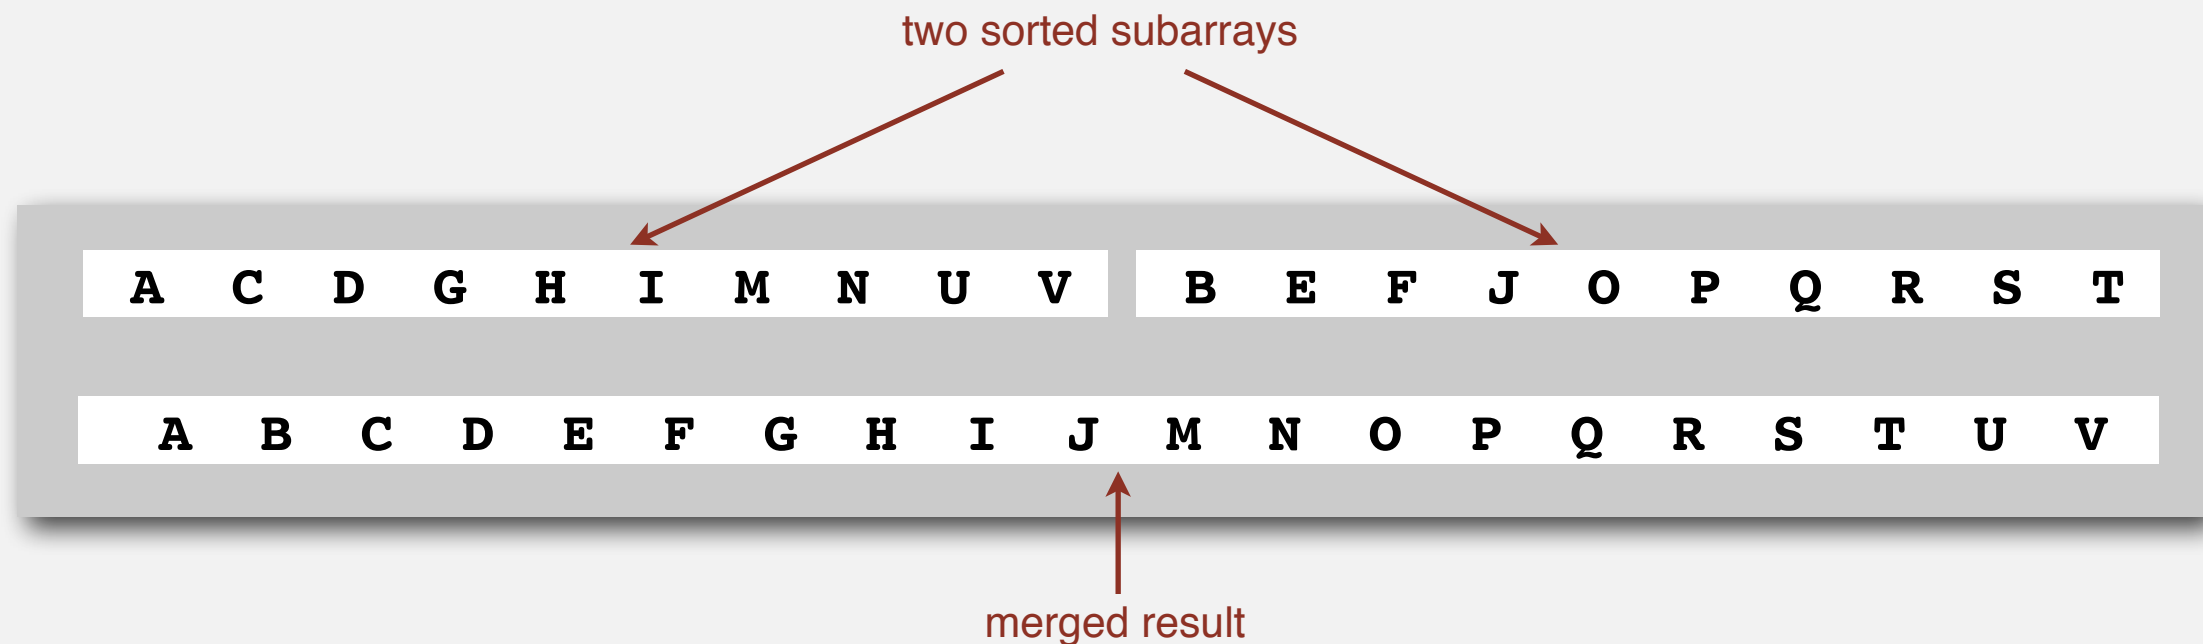 two sorted subarrays
A C D G H I M N U V B E F J O P Q R S T
A B C D E F G H I J M N O P Q R S T U V
merged result